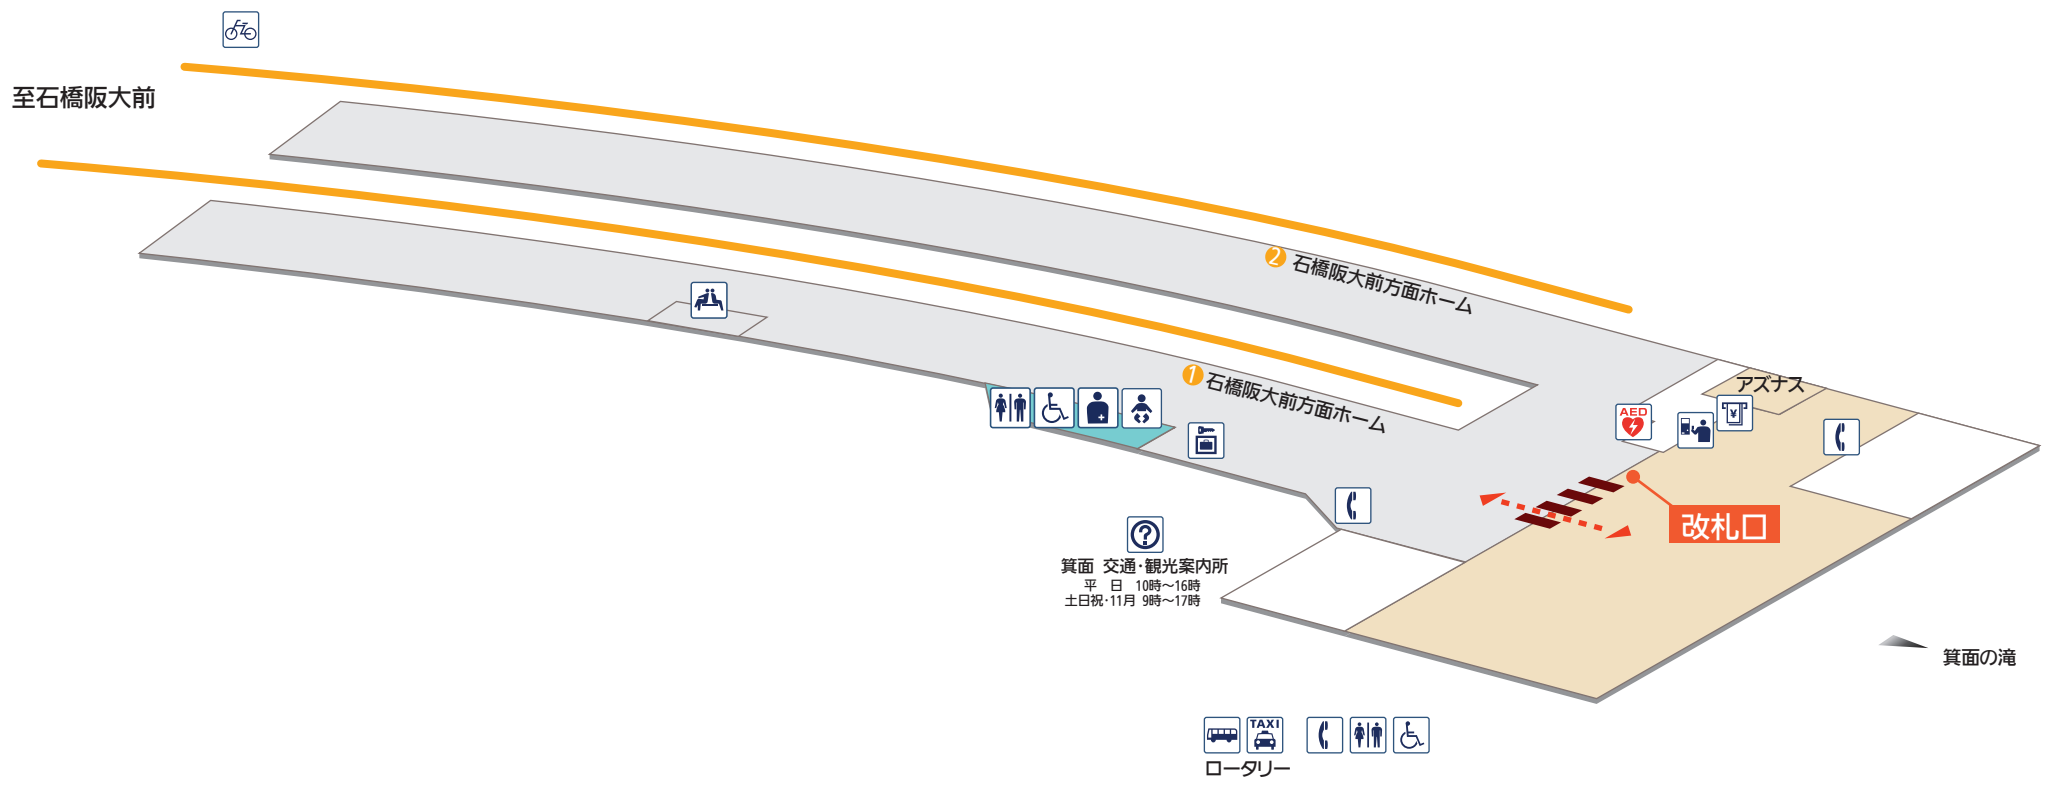 至石橋阪大前
2 石橋阪大前方面ホーム
1 石橋阪大前方面ホーム
アズナス
AED
¥
改札口
?
箕面 交通・観光案内所
平 日 10時～16時
土日祝・11月 9時～17時
箕面の滝
TAXI
ロータリー